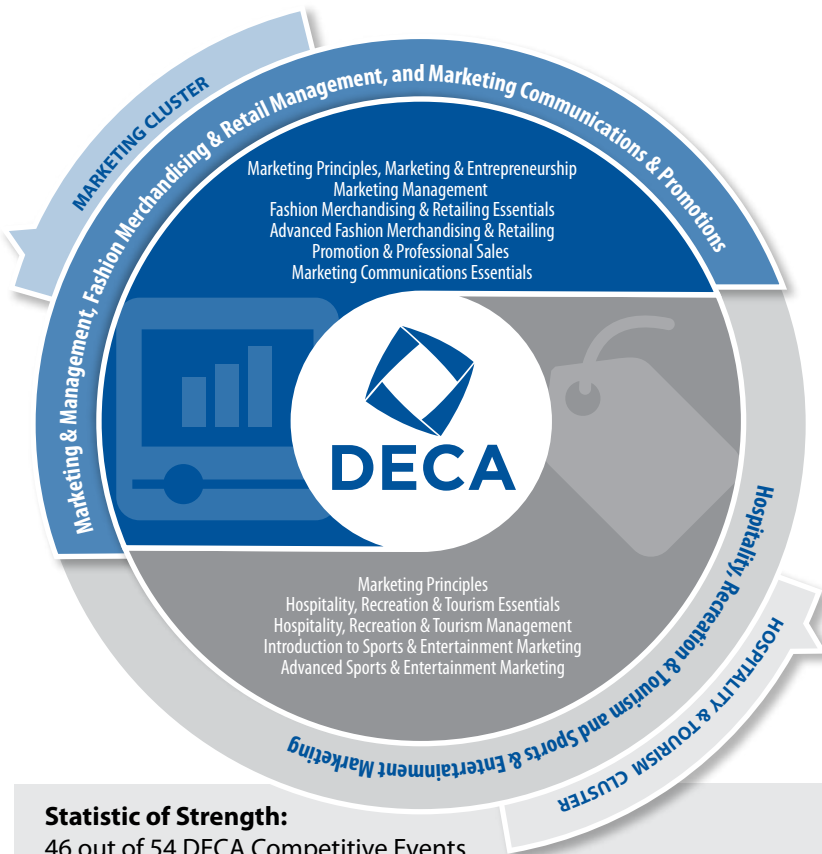 MARKETING CLUSTER
Marketing & Management, Fashion Merchandising & Retail Management, and Marketing Communications & Promotions
Marketing Principles, Marketing & Entrepreneurship
Marketing Management
Fashion Merchandising & Retailing Essentials
Advanced Fashion Merchandising & Retailing
Promotion & Professional Sales
Marketing Communications Essentials
DECA
Marketing Principles
Hospitality, Recreation & Tourism Essentials
Hospitality, Recreation & Tourism Management
Introduction to Sports & Entertainment Marketing
Advanced Sports & Entertainment Marketing
Hospitality, Recreation & Tourism and Sports & Entertainment Marketing
HOSPITALITY & TOURISM CLUSTER
Statistic of Strength:
46 out of 54 DECA Competitive Events